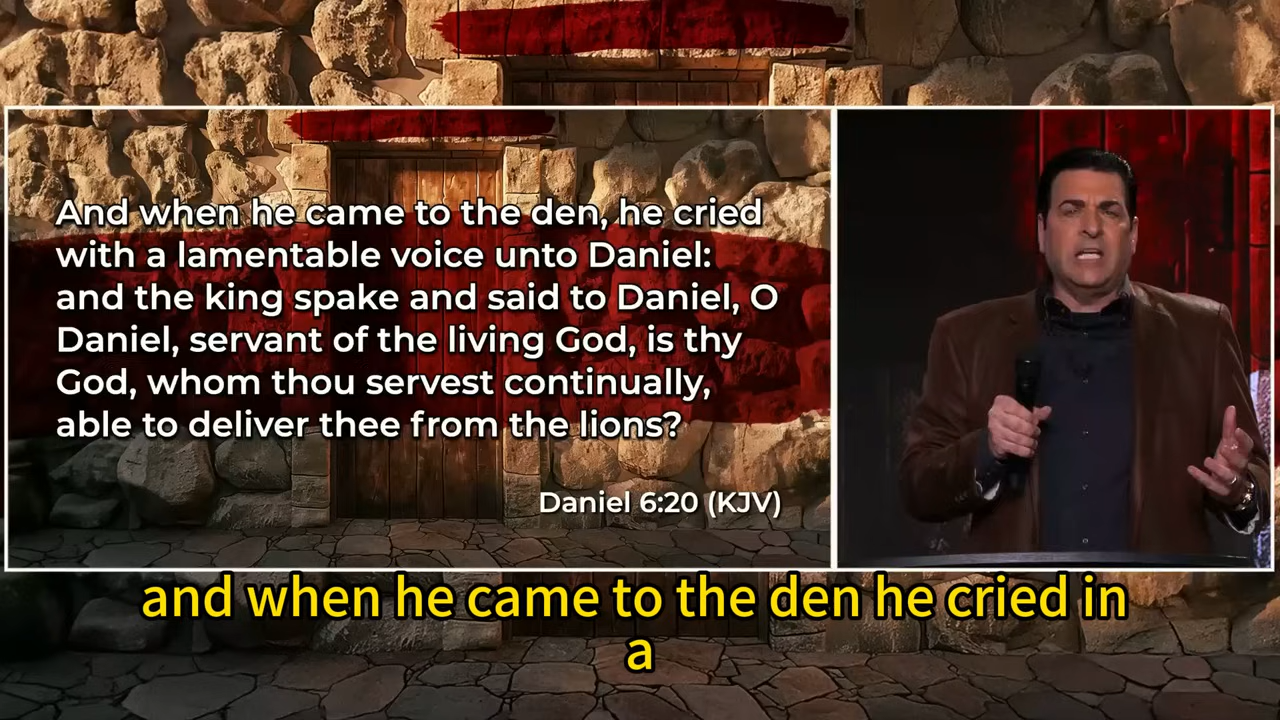 And when he came to the den, he cried
with a lamentable voice unto Daniel:
and the king spake and said to Daniel, O
Daniel, servant of the living God, is thy
God, whom thou servest continually,
able to deliver thee from the lions?
Daniel 6:20 (KJV)
and when he came to the den he cried in
a